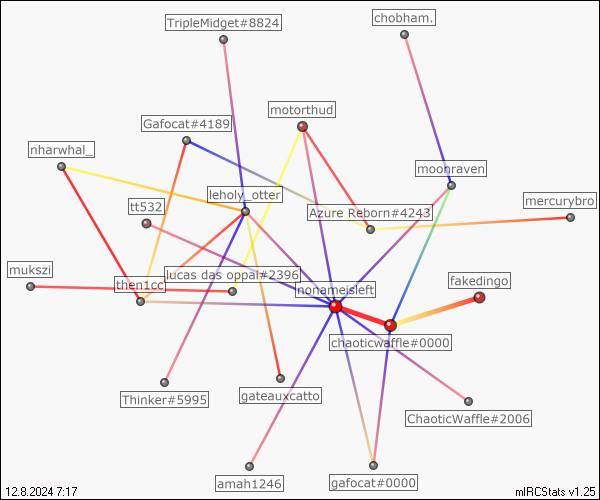 TripleMidget#8824
chobham.
motorthud
Gafocat#4189
nharwhal_
moonraven
leholy_otter
mercurybro
tt532
Azure Reborn#4243
mukszi
lucas das oppai#2396
fakedingo
then1cc
nonameisleft
chaoticwaffle#0000
Thinker#5995
gateauxcatto
ChaoticWaffle#2006
amah1246
gafocat#0000
12.8.2024 7:17
mIRCStats v1.25